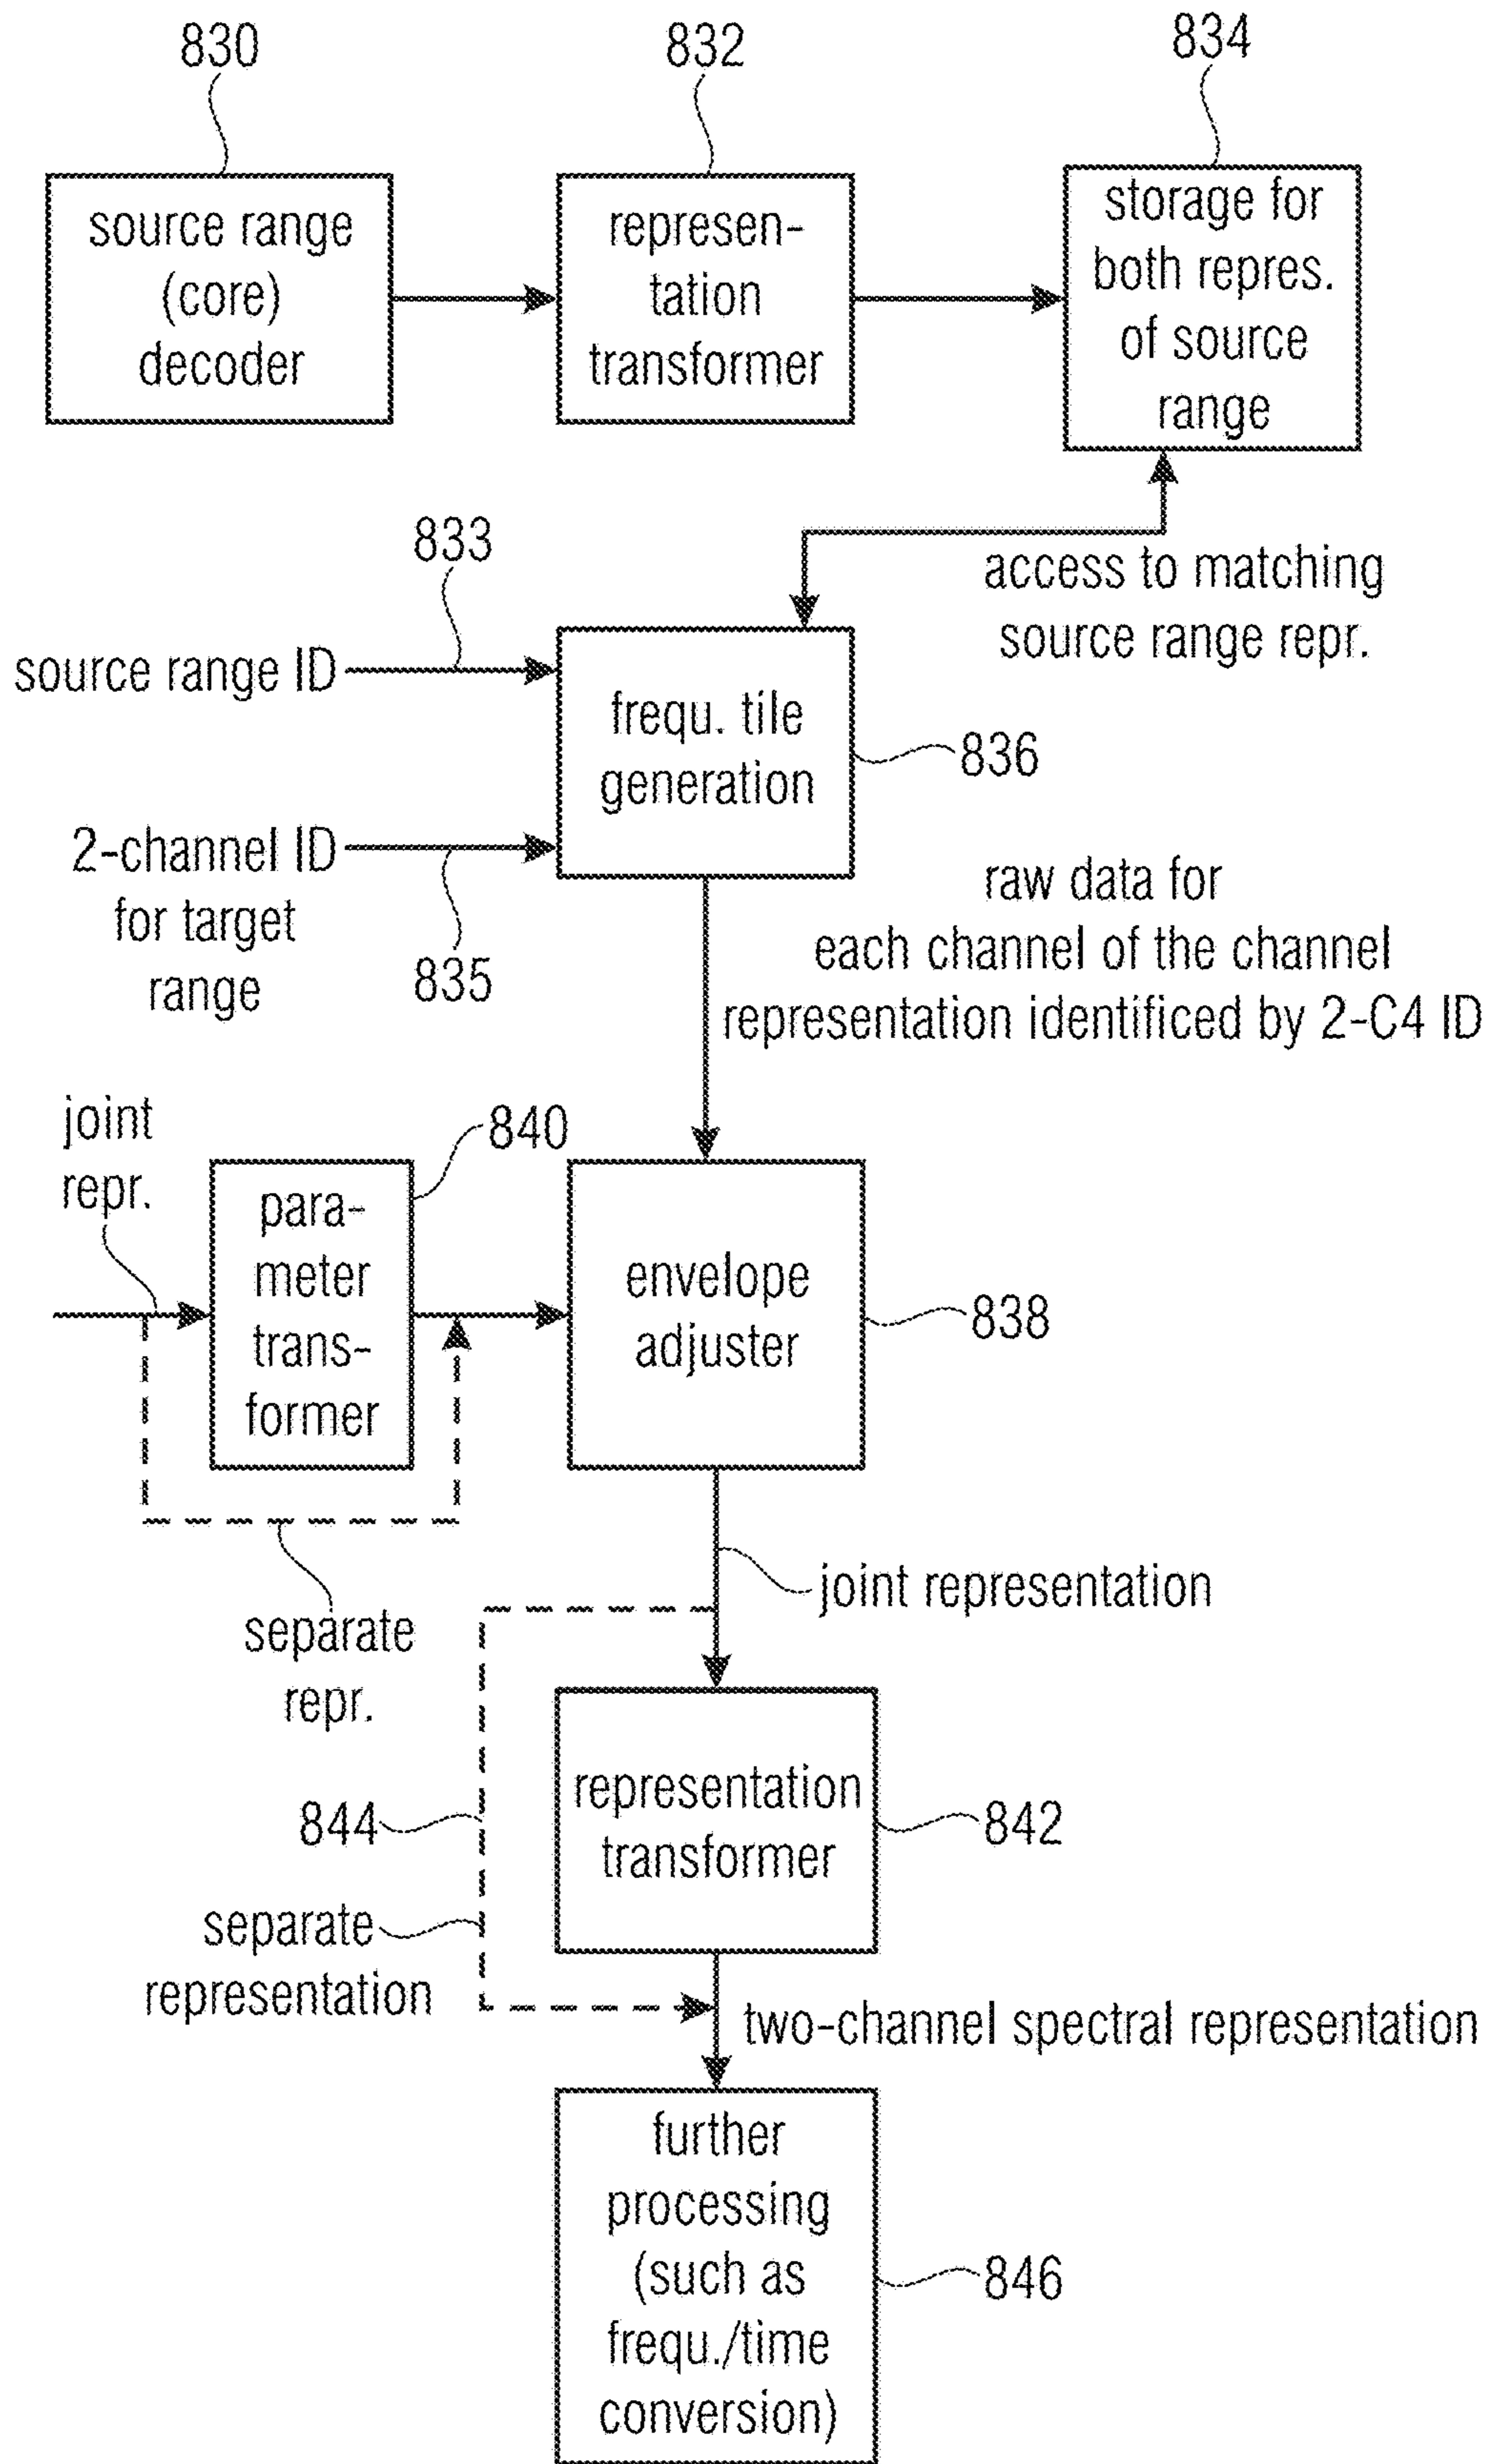 830
832
834
source range
(core)
decoder
represen-
tation
transformer
storage for
both repres.
of source
range
833
access to matching
source range repr.
source range ID
frequ. tile
generation
836
2-channel ID
for target
range
835
raw data for
each channel of the channel
representation identificed by 2-C4 ID
joint
repr.
840
para-
meter
trans-
former
envelope
adjuster
838
joint representation
separate
repr.
representation
transformer
844
842
separate
representation
two-channel spectral representation
further
processing
(such as
frequ./time
conversion)
846